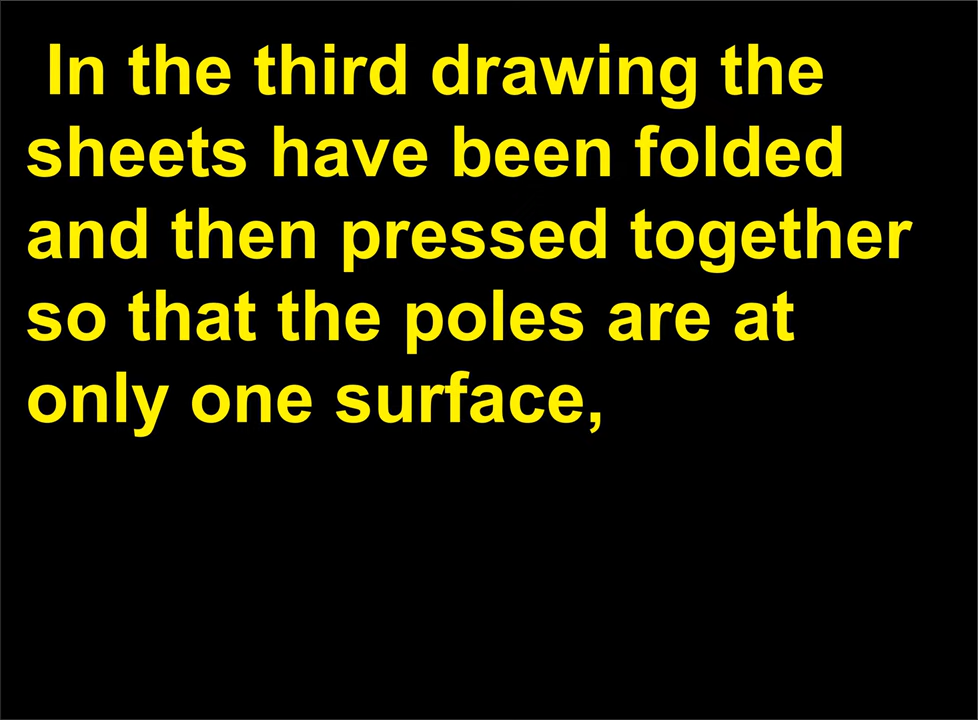 In the third drawing the
sheets have been folded
and then pressed together
so that the poles are at
only one surface,